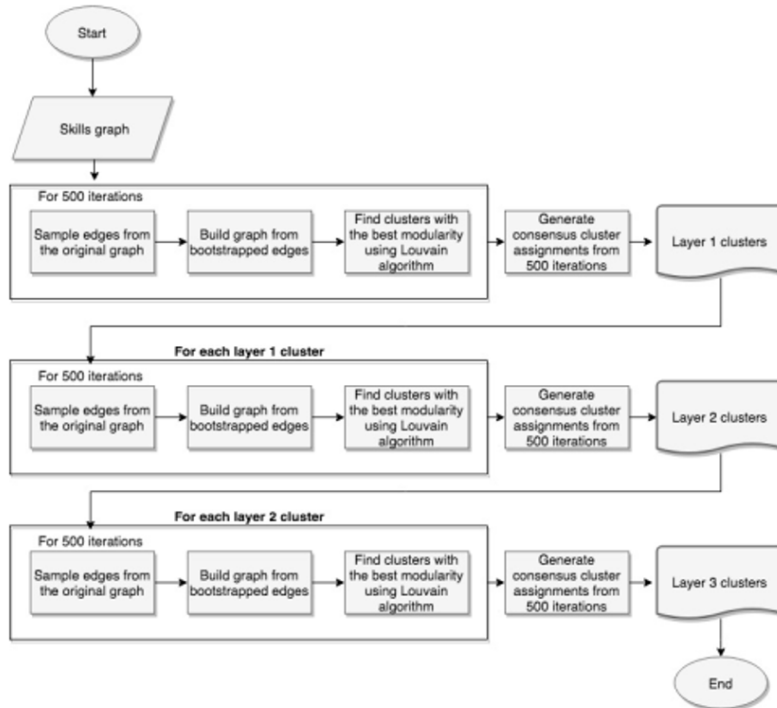 Start
Skills graph
For 500 iterations
Sample edges from
the original graph
Build graph from
bootstrapped edges
Find clusters with
the best modularity
using Louvain
algorithm
Generate
consensus cluster
assignments from
500 iterations
Layer 1 clusters
For each layer 1 cluster
For 500 iterations
Sample edges from
the original graph
Build graph from
bootstrapped edges
Find clusters with
the best modularity
using Louvain
algorithm
Generate
consensus cluster
assignments from
500 iterations
Layer 2 clusters
For each layer 2 cluster
For 500 iterations
Sample edges from
the original graph
Build graph from
bootstrapped edges
Find clusters with
the best modularity
using Louvain
algorithm
Generate
consensus cluster
assignments from
500 iterations
Layer 3 clusters
End